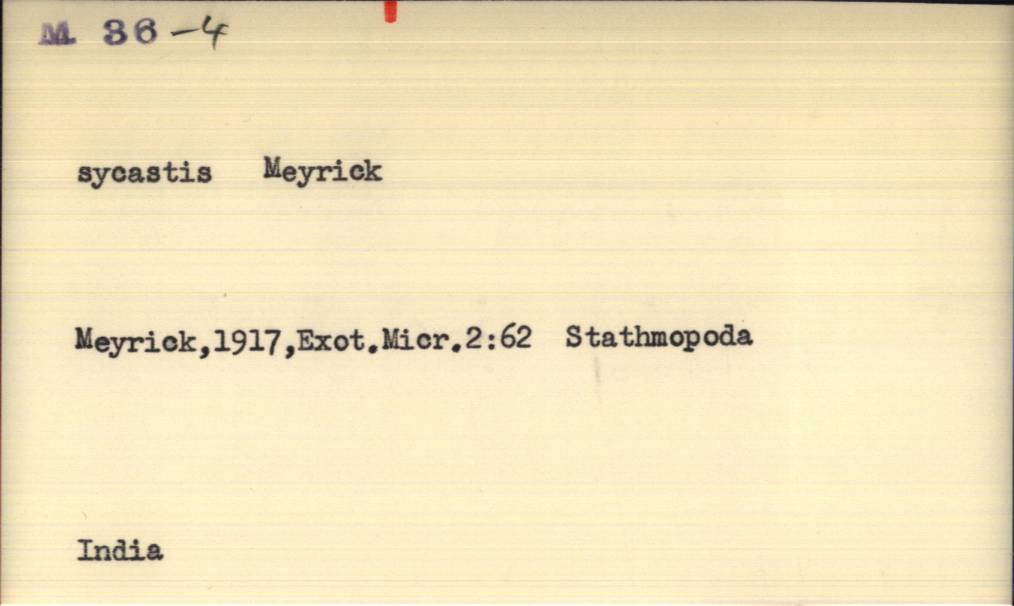 M. 36-4
sycastis Meyrick
Meyrick,1917,Exot.Micr.2:62 Stathmopoda
India